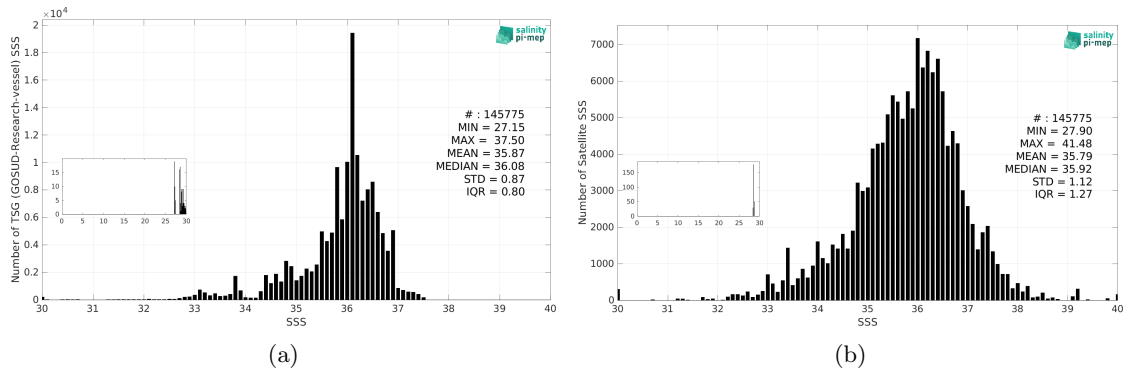 ×10⁴
2
1.8
1.6
1.4
1.2
1
0.8
0.6
0.4
0.2
0
Number of TSG (GOSUD-Research-vessel) SSS
salinity
pi-mep
# : 145775
MIN = 27.15
MAX = 37.50
MEAN = 35.87
MEDIAN = 36.08
STD = 0.87
IQR = 0.80
15
10
5
0
0 5 10 15 20 25 30
30 31 32 33 34 35 36 37 38 39 40
SSS
(a)
7000
6000
5000
4000
3000
2000
1000
0
Number of Satellite SSS
salinity
pi-mep
# : 145775
MIN = 27.90
MAX = 41.48
MEAN = 35.79
MEDIAN = 35.92
STD = 1.12
IQR = 1.27
150
100
50
0
0 5 10 15 20 25 30
30 31 32 33 34 35 36 37 38 39 40
SSS
(b)